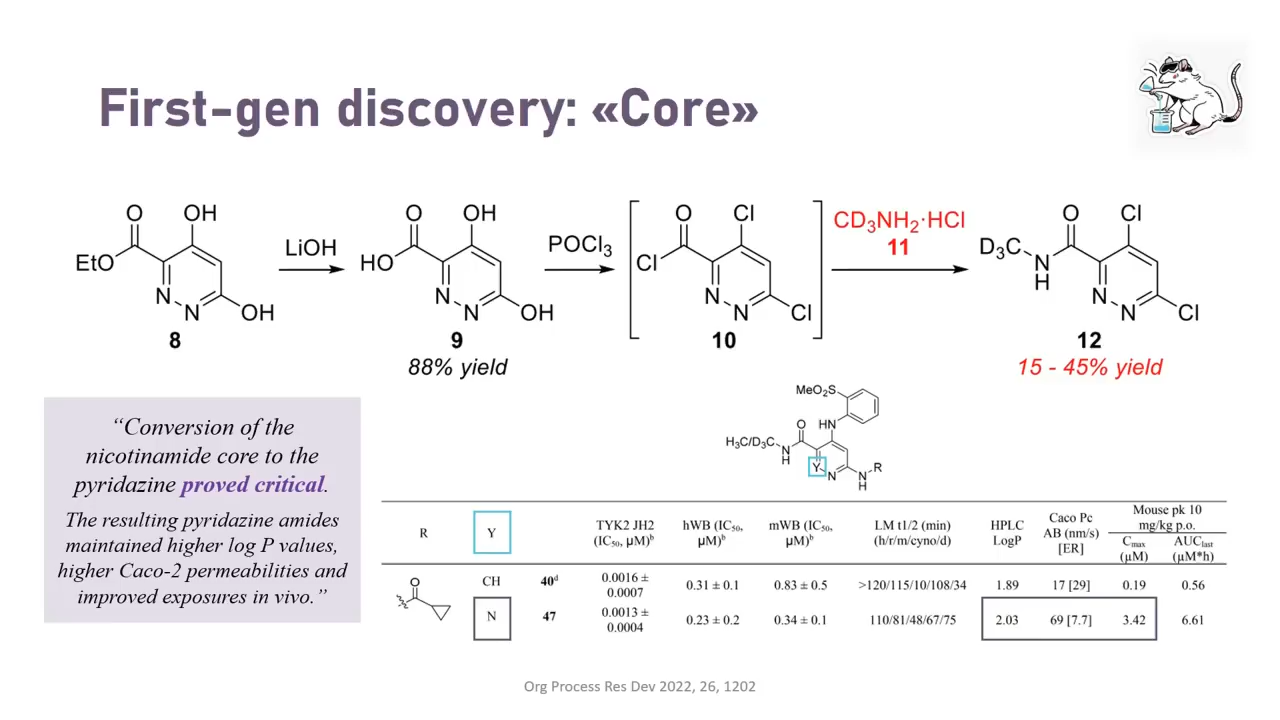 First-gen discovery: «Core»
O
OH
EtO
N
N
OH
8
LiOH
O
OH
HO
N
N
OH
9
88% yield
POCl3
O
Cl
Cl
N
N
Cl
10
CD3NH2·HCl
11
O
Cl
D3C
N
H
N
N
Cl
12
15 - 45% yield
“Conversion of the
nicotinamide core to the
pyridazine proved critical.
The resulting pyridazine amides
maintained higher log P values,
higher Caco-2 permeabilities and
improved exposures in vivo.”
MeO2S
O
HN
H3C/D3C
N
H
Y
N
N
H
R
R Y TYK2 JH2 (IC50, µM)b hWB (IC50, µM)b mWB (IC50, µM)b LM t1/2 (min) (h/r/m/cyno/d) HPLC LogP Caco Pc AB (nm/s) [ER] Mouse pk 10 mg/kg p.o. Cmax (µM) AUClast (µM*h)
O
CH 40d 0.0016 ± 0.0007 0.31 ± 0.1 0.83 ± 0.5 >120/115/10/108/34 1.89 17 [29] 0.19 0.56
N 47 0.0013 ± 0.0004 0.23 ± 0.2 0.34 ± 0.1 110/81/48/67/75 2.03 69 [7.7] 3.42 6.61
Org Process Res Dev 2022, 26, 1202